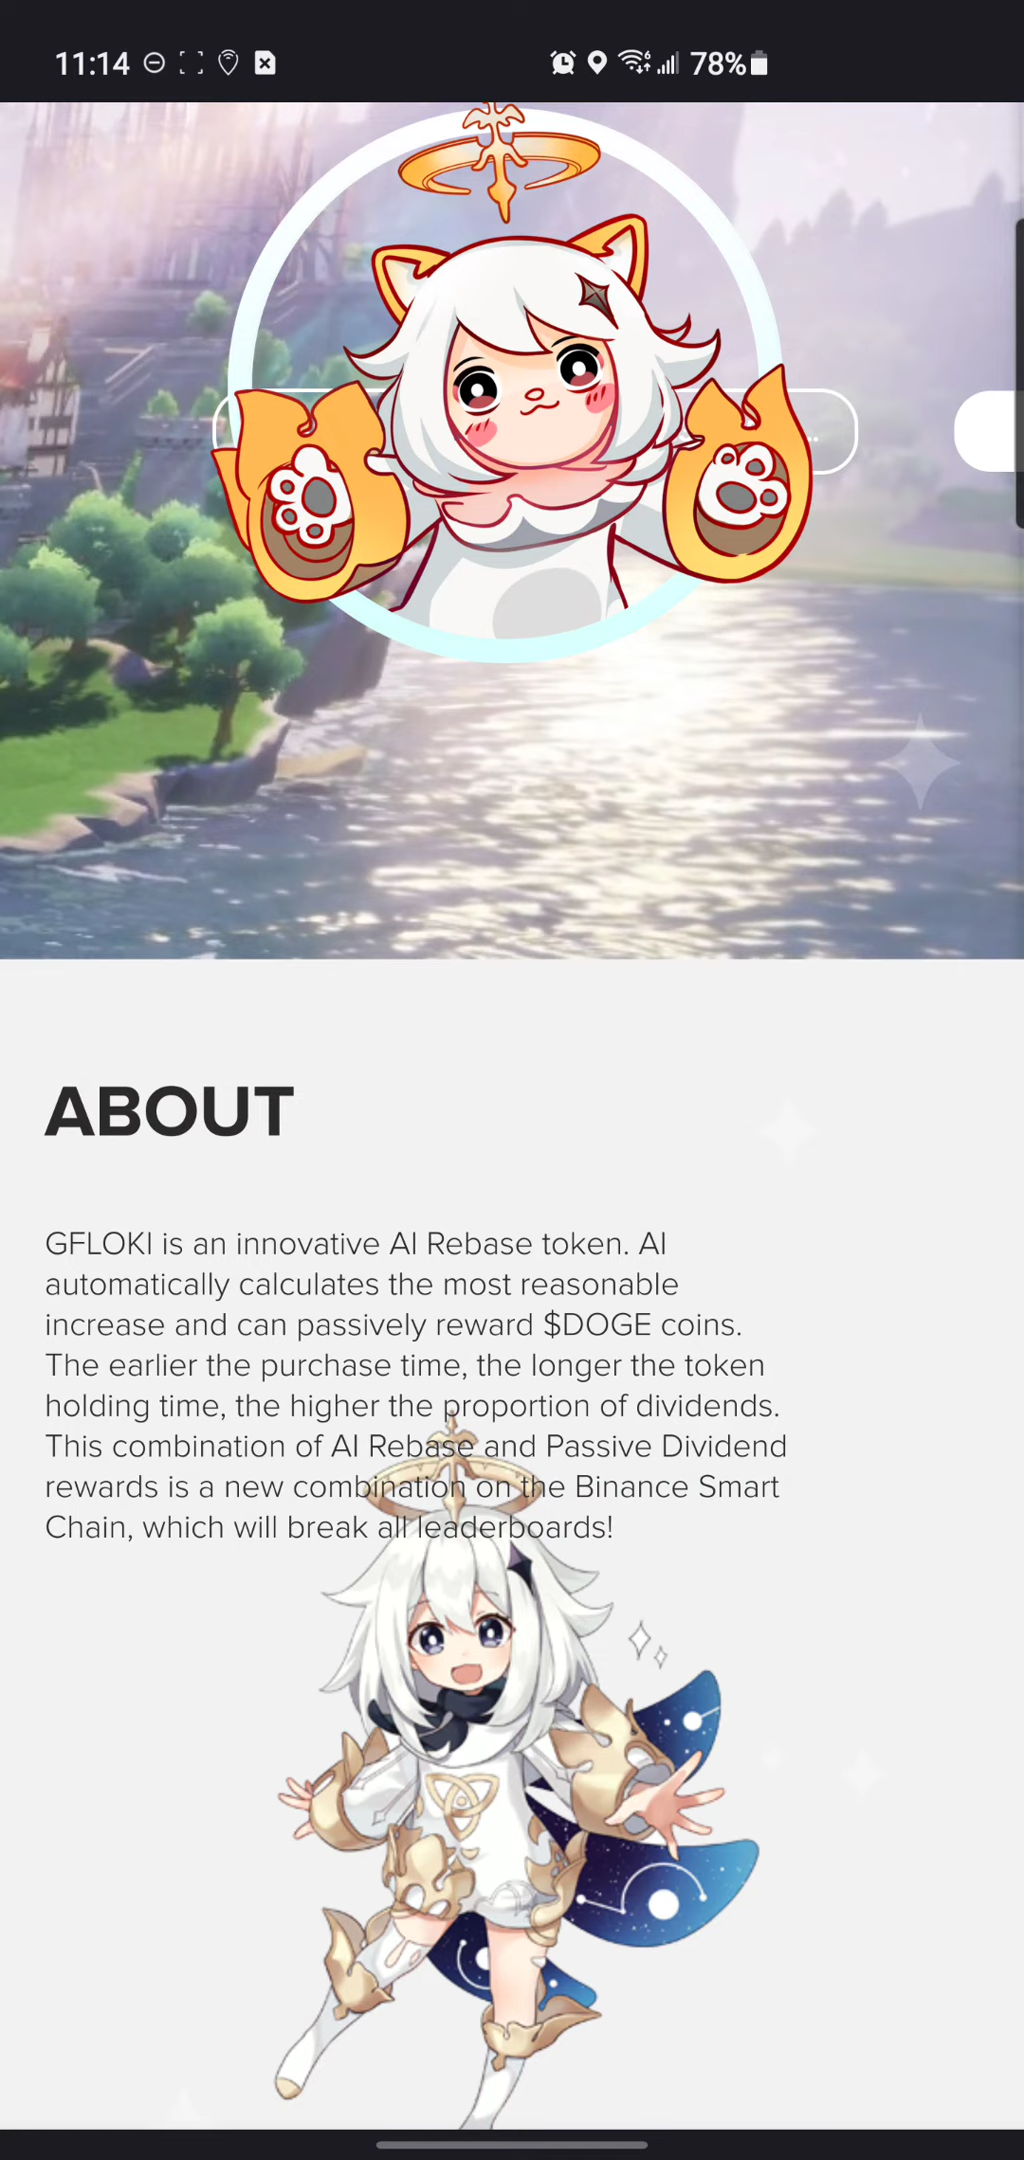 11:14
78%
ABOUT
GFLOKI is an innovative AI Rebase token. AI
automatically calculates the most reasonable
increase and can passively reward $DOGE coins.
The earlier the purchase time, the longer the token
holding time, the higher the proportion of dividends.
This combination of AI Rebase and Passive Dividend
rewards is a new combination on the Binance Smart
Chain, which will break all leaderboards!